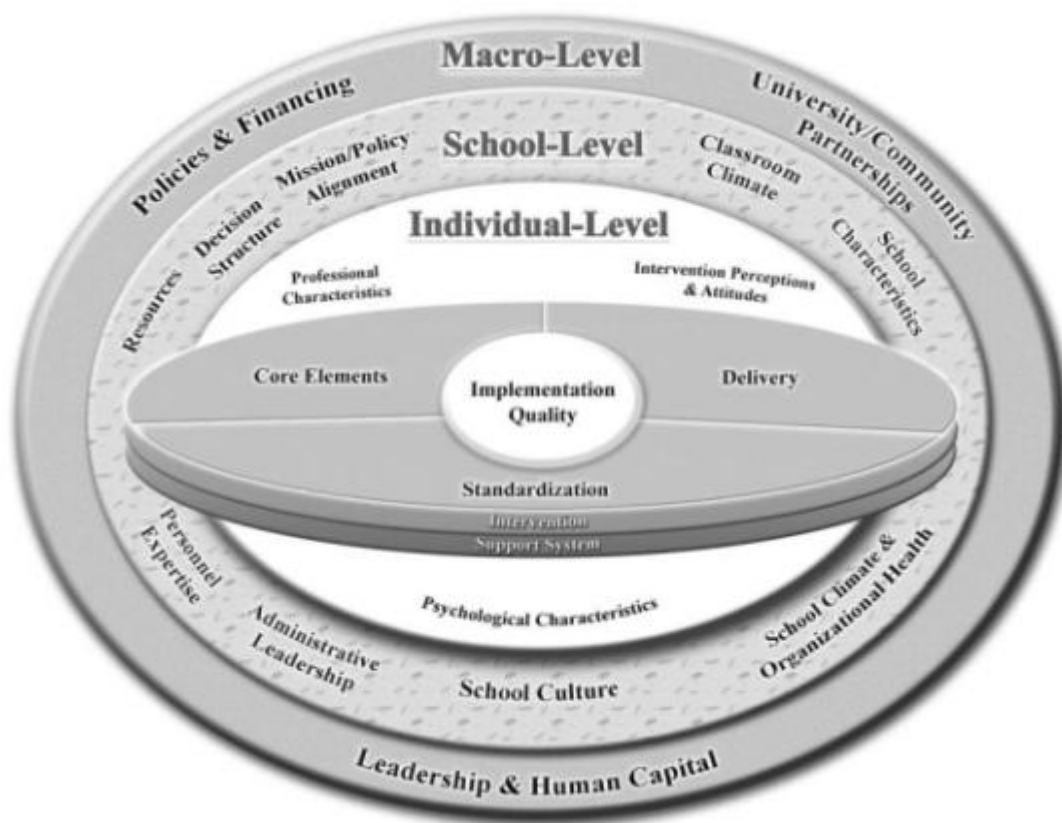 Macro-Level
Policies & Financing
University/Community
Partnerships
School-Level
Mission/Policy
Alignment
Classroom
Climate
Decision
Structure
School
Characteristics
Resources
Individual-Level
Professional
Characteristics
Intervention Perceptions
& Attitudes
Core Elements
Implementation
Quality
Delivery
Standardization
Intervention
Support System
Psychological Characteristics
Personnel
Expertise
Administrative
Leadership
School Culture
School Climate &
Organizational Health
Leadership & Human Capital